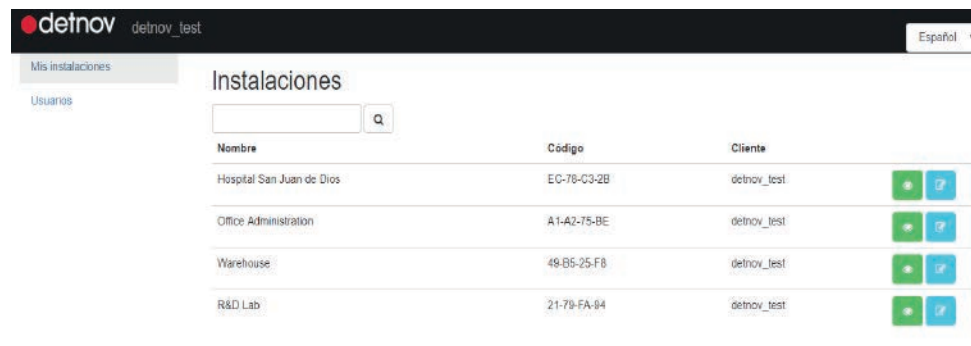 detnov detnov_test
Español
Mis instalaciones
Usuarios
Instalaciones
Nombre Código Cliente
Hospital San Juan de Dios EC-78-C3-2B detnov_test
Office Administration A1-A2-75-BE detnov_test
Warehouse 49-B5-25-F8 detnov_test
R&D Lab 21-79-FA-94 detnov_test